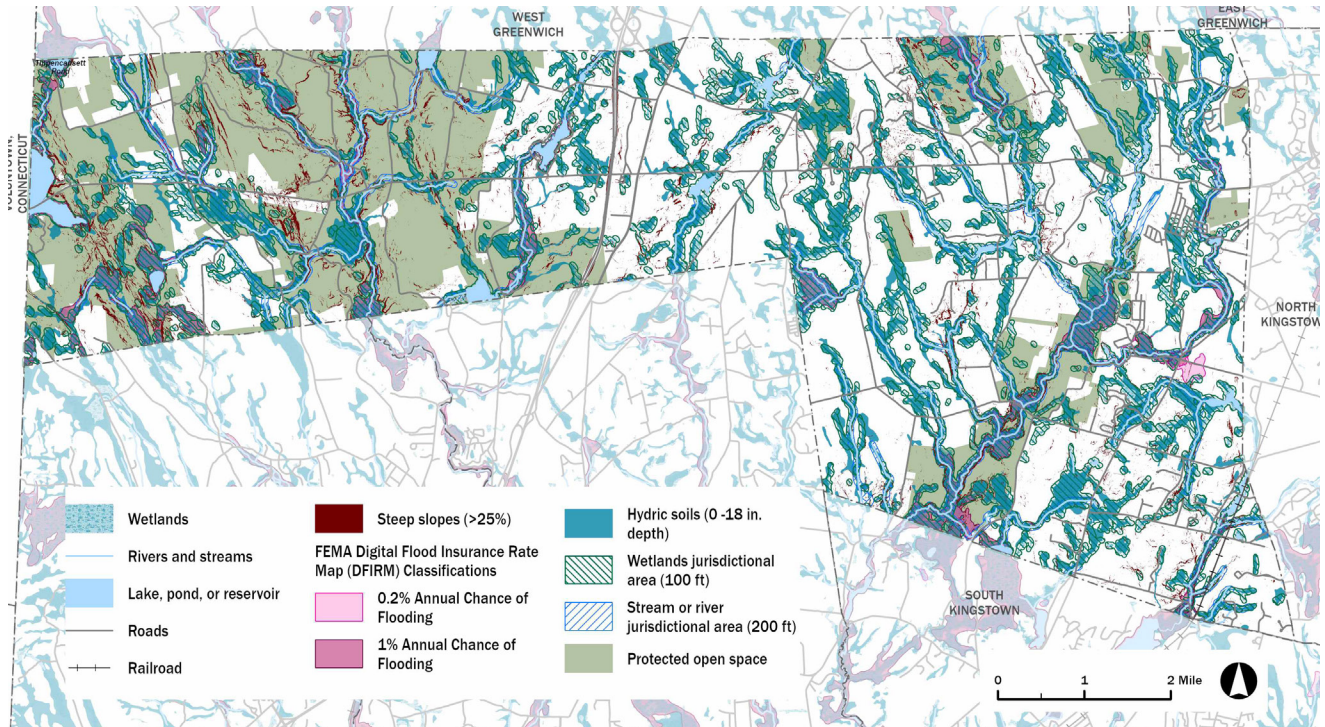 WEST
GREENWICH
EAST
GREENWICH
Pond
VOLUNTOWN,
CONNECTICUT
NORTH
KINGSTOWN
SOUTH
KINGSTOWN
Wetlands
Rivers and streams
Lake, pond, or reservoir
Roads
Railroad
Steep slopes (>25%)
FEMA Digital Flood Insurance Rate
Map (DFIRM) Classifications
0.2% Annual Chance of
Flooding
1% Annual Chance of
Flooding
Hydric soils (0 -18 in.
depth)
Wetlands jurisdictional
area (100 ft)
Stream or river
jurisdictional area (200 ft)
Protected open space
0 1 2 Mile